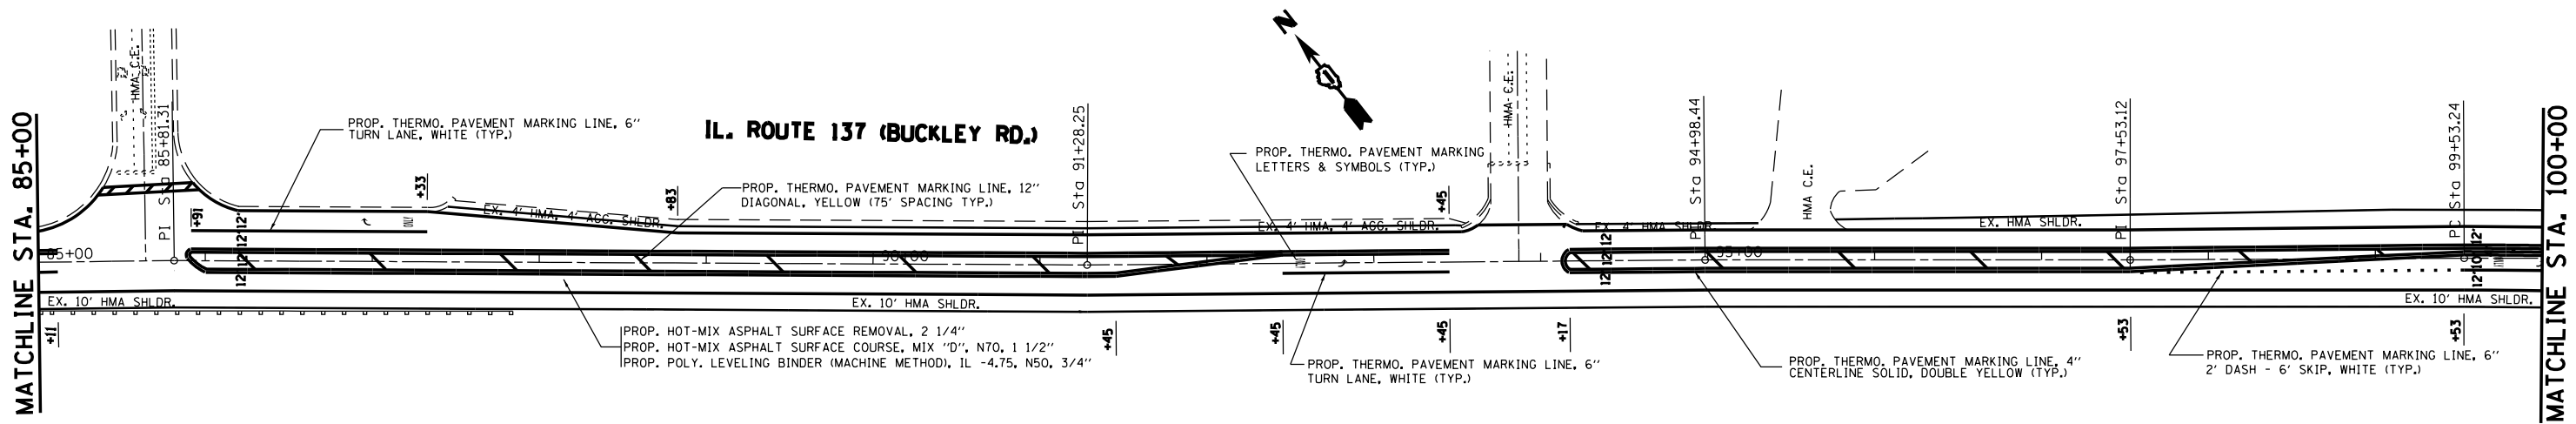 MATCHLINE STA. 85+00
HMA C.E.
PI Sta 85+81.31
PROP. THERMO. PAVEMENT MARKING LINE, 6"
TURN LANE, WHITE (TYP.)
IL. ROUTE 137 (BUCKLEY RD.)
PROP. THERMO. PAVEMENT MARKING LINE, 12"
DIAGONAL, YELLOW (75' SPACING TYP.)
PI Sta 91+28.25
N
PROP. THERMO. PAVEMENT MARKING
LETTERS & SYMBOLS (TYP.)
HMA C.E.
PI Sta 94+98.44
HMA C.E.
PI Sta 97+53.12
PC Sta 99+53.24
MATCHLINE STA. 100+00
+91
+33
+83
+45
12' 12' 12' 12'
EX. 4' HMA, 4' AGG. SHLDR.
EX. 4' HMA, 4' AGG. SHLDR.
EX. 4' HMA SHLDR.
EX. HMA SHLDR.
12' 12' 12'
12' 10' 12'
ONLY
85+00
90+00
95+00
EX. 10' HMA SHLDR.
EX. 10' HMA SHLDR.
EX. 10' HMA SHLDR.
+11
+45
+45
+45
+17
+53
+53
PROP. HOT-MIX ASPHALT SURFACE REMOVAL, 2 1/4"
PROP. HOT-MIX ASPHALT SURFACE COURSE, MIX "D", N70, 1 1/2"
PROP. POLY. LEVELING BINDER (MACHINE METHOD), IL -4.75, N50, 3/4"
PROP. THERMO. PAVEMENT MARKING LINE, 6"
TURN LANE, WHITE (TYP.)
PROP. THERMO. PAVEMENT MARKING LINE, 4"
CENTERLINE SOLID, DOUBLE YELLOW (TYP.)
PROP. THERMO. PAVEMENT MARKING LINE, 6"
2' DASH - 6' SKIP, WHITE (TYP.)